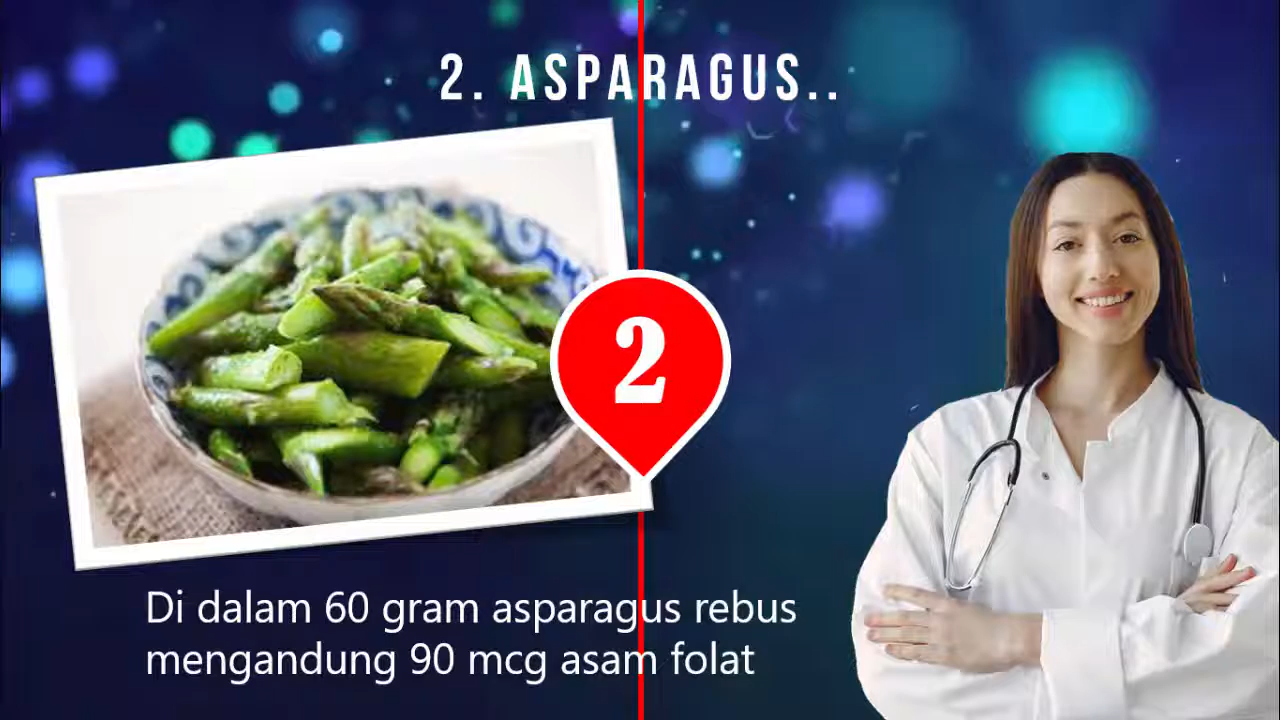 2. ASPARAGUS..
2
Di dalam 60 gram asparagus rebus
mengandung 90 mcg asam folat